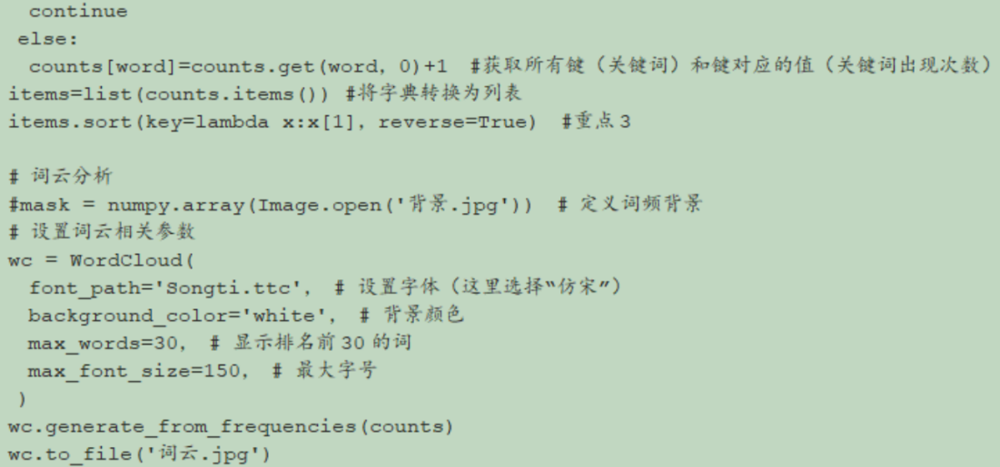 continue
else:
counts[word]=counts.get(word, 0)+1 #获取所有键（关键词）和键对应的值（关键词出现次数）
items=list(counts.items()) #将字典转换为列表
items.sort(key=lambda x:x[1], reverse=True) #重点3
# 词云分析
#mask = numpy.array(Image.open('背景.jpg')) # 定义词频背景
# 设置词云相关参数
wc = WordCloud(
font_path='Songti.ttc', # 设置字体（这里选择“仿宋”）
background_color='white', # 背景颜色
max_words=30, # 显示排名前30的词
max_font_size=150, # 最大字号
)
wc.generate_from_frequencies(counts)
wc.to_file('词云.jpg')